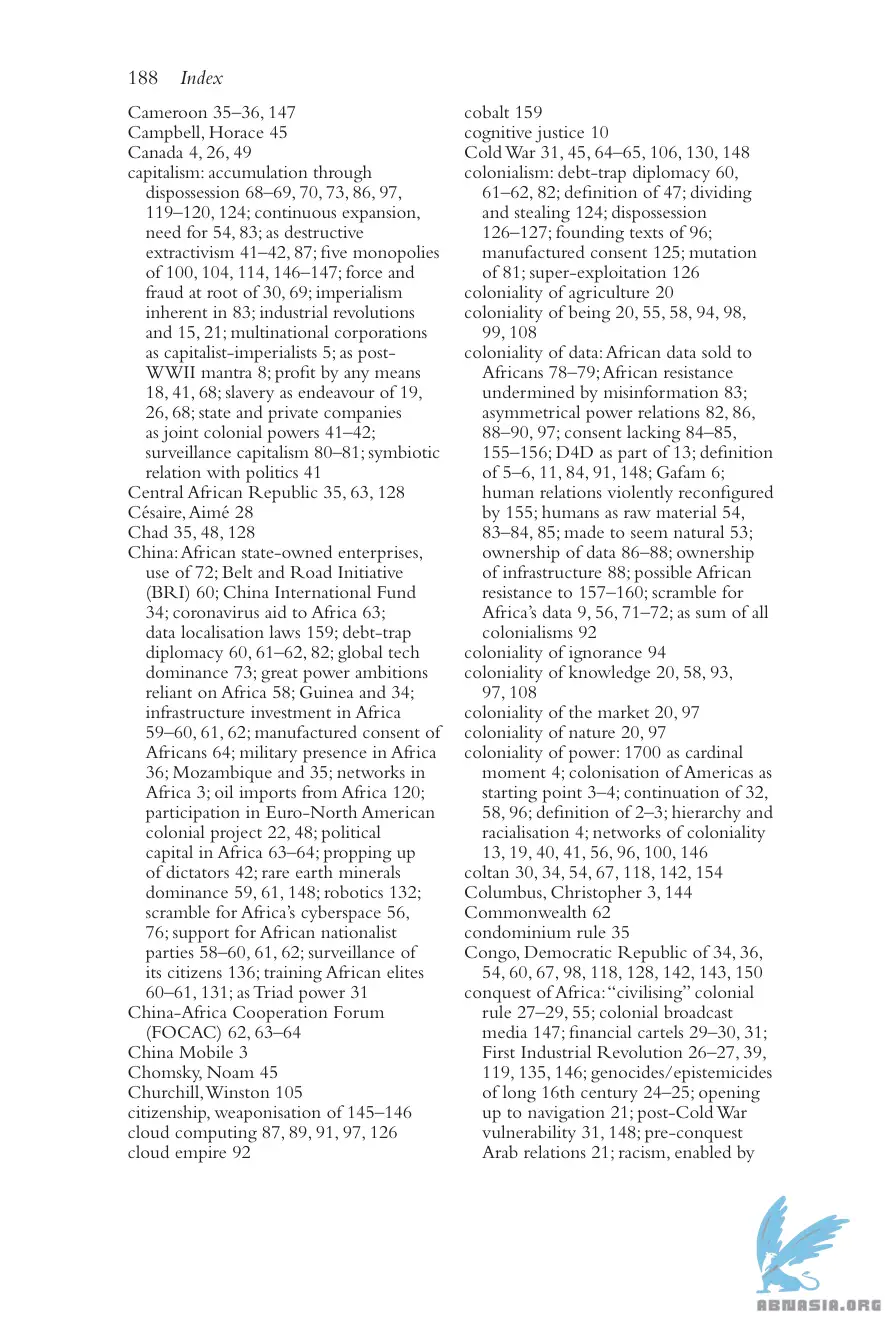 188 Index
Cameroon 35–36, 147
Campbell, Horace 45
Canada 4, 26, 49
capitalism: accumulation through
dispossession 68–69, 70, 73, 86, 97,
119–120, 124; continuous expansion,
need for 54, 83; as destructive
extractivism 41–42, 87; five monopolies
of 100, 104, 114, 146–147; force and
fraud at root of 30, 69; imperialism
inherent in 83; industrial revolutions
and 15, 21; multinational corporations
as capitalist-imperialists 5; as post-
WWII mantra 8; profit by any means
18, 41, 68; slavery as endeavour of 19,
26, 68; state and private companies
as joint colonial powers 41–42;
surveillance capitalism 80–81; symbiotic
relation with politics 41
Central African Republic 35, 63, 128
Césaire, Aimé 28
Chad 35, 48, 128
China: African state-owned enterprises,
use of 72; Belt and Road Initiative
(BRI) 60; China International Fund
34; coronavirus aid to Africa 63;
data localisation laws 159; debt-trap
diplomacy 60, 61–62, 82; global tech
dominance 73; great power ambitions
reliant on Africa 58; Guinea and 34;
infrastructure investment in Africa
59–60, 61, 62; manufactured consent of
Africans 64; military presence in Africa
36; Mozambique and 35; networks in
Africa 3; oil imports from Africa 120;
participation in Euro-North American
colonial project 22, 48; political
capital in Africa 63–64; propping up
of dictators 42; rare earth minerals
dominance 59, 61, 148; robotics 132;
scramble for Africa's cyberspace 56,
76; support for African nationalist
parties 58–60, 61, 62; surveillance of
its citizens 136; training African elites
60–61, 131; as Triad power 31
China-Africa Cooperation Forum
(FOCAC) 62, 63–64
China Mobile 3
Chomsky, Noam 45
Churchill, Winston 105
citizenship, weaponisation of 145–146
cloud computing 87, 89, 91, 97, 126
cloud empire 92
cobalt 159
cognitive justice 10
Cold War 31, 45, 64–65, 106, 130, 148
colonialism: debt-trap diplomacy 60,
61–62, 82; definition of 47; dividing
and stealing 124; dispossession
126–127; founding texts of 96;
manufactured consent 125; mutation
of 81; super-exploitation 126
coloniality of agriculture 20
coloniality of being 20, 55, 58, 94, 98,
99, 108
coloniality of data: African data sold to
Africans 78–79; African resistance
undermined by misinformation 83;
asymmetrical power relations 82, 86,
88–90, 97; consent lacking 84–85,
155–156; D4D as part of 13; definition
of 5–6, 11, 84, 91, 148; Gafam 6;
human relations violently reconfigured
by 155; humans as raw material 54,
83–84, 85; made to seem natural 53;
ownership of data 86–88; ownership
of infrastructure 88; possible African
resistance to 157–160; scramble for
Africa's data 9, 56, 71–72; as sum of all
colonialisms 92
coloniality of ignorance 94
coloniality of knowledge 20, 58, 93,
97, 108
coloniality of the market 20, 97
coloniality of nature 20, 97
coloniality of power: 1700 as cardinal
moment 4; colonisation of Americas as
starting point 3–4; continuation of 32,
58, 96; definition of 2–3; hierarchy and
racialisation 4; networks of coloniality
13, 19, 40, 41, 56, 96, 100, 146
coltan 30, 34, 54, 67, 118, 142, 154
Columbus, Christopher 3, 144
Commonwealth 62
condominium rule 35
Congo, Democratic Republic of 34, 36,
54, 60, 67, 98, 118, 128, 142, 143, 150
conquest of Africa: “civilising” colonial
rule 27–29, 55; colonial broadcast
media 147; financial cartels 29–30, 31;
First Industrial Revolution 26–27, 39,
119, 135, 146; genocides/epistemicides
of long 16th century 24–25; opening
up to navigation 21; post-Cold War
vulnerability 31, 148; pre-conquest
Arab relations 21; racism, enabled by
ABNASIA.ORG